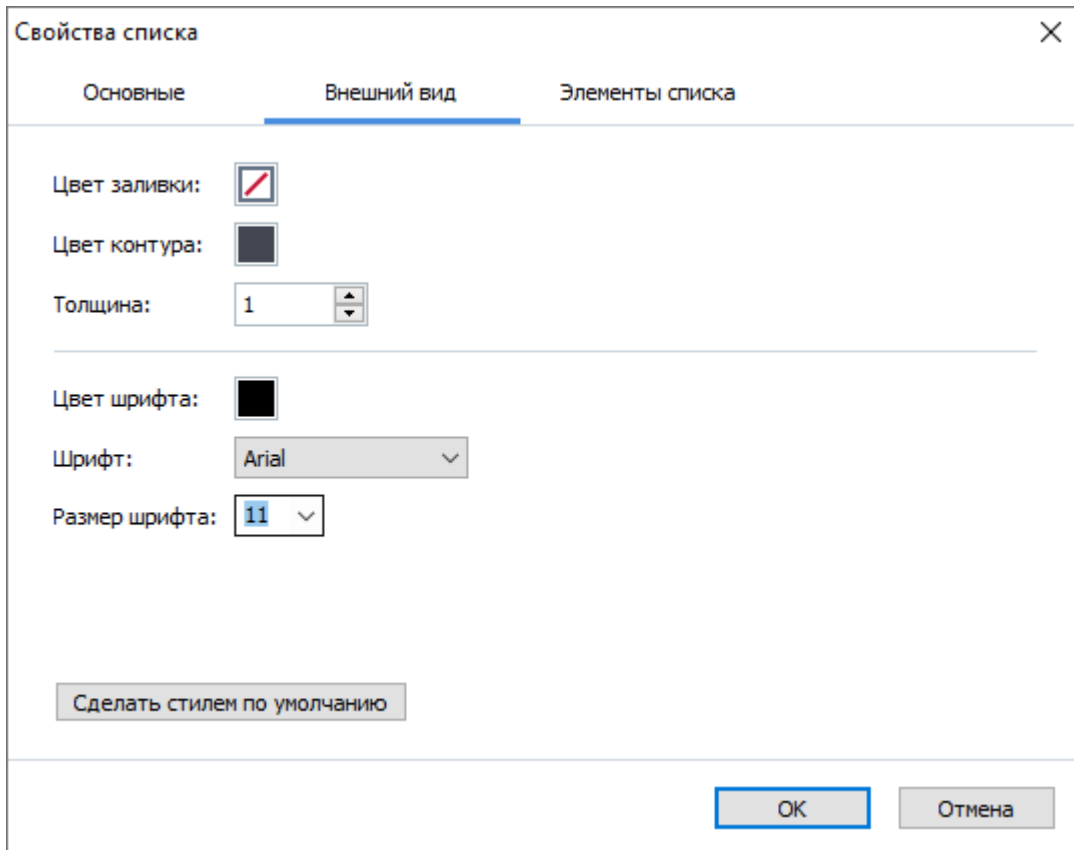 Свойства списка
Основные Внешний вид Элементы списка
Цвет заливки:
Цвет контура:
Толщина: 1
Цвет шрифта:
Шрифт: Arial
Размер шрифта: 11
Сделать стилем по умолчанию
OK Отмена